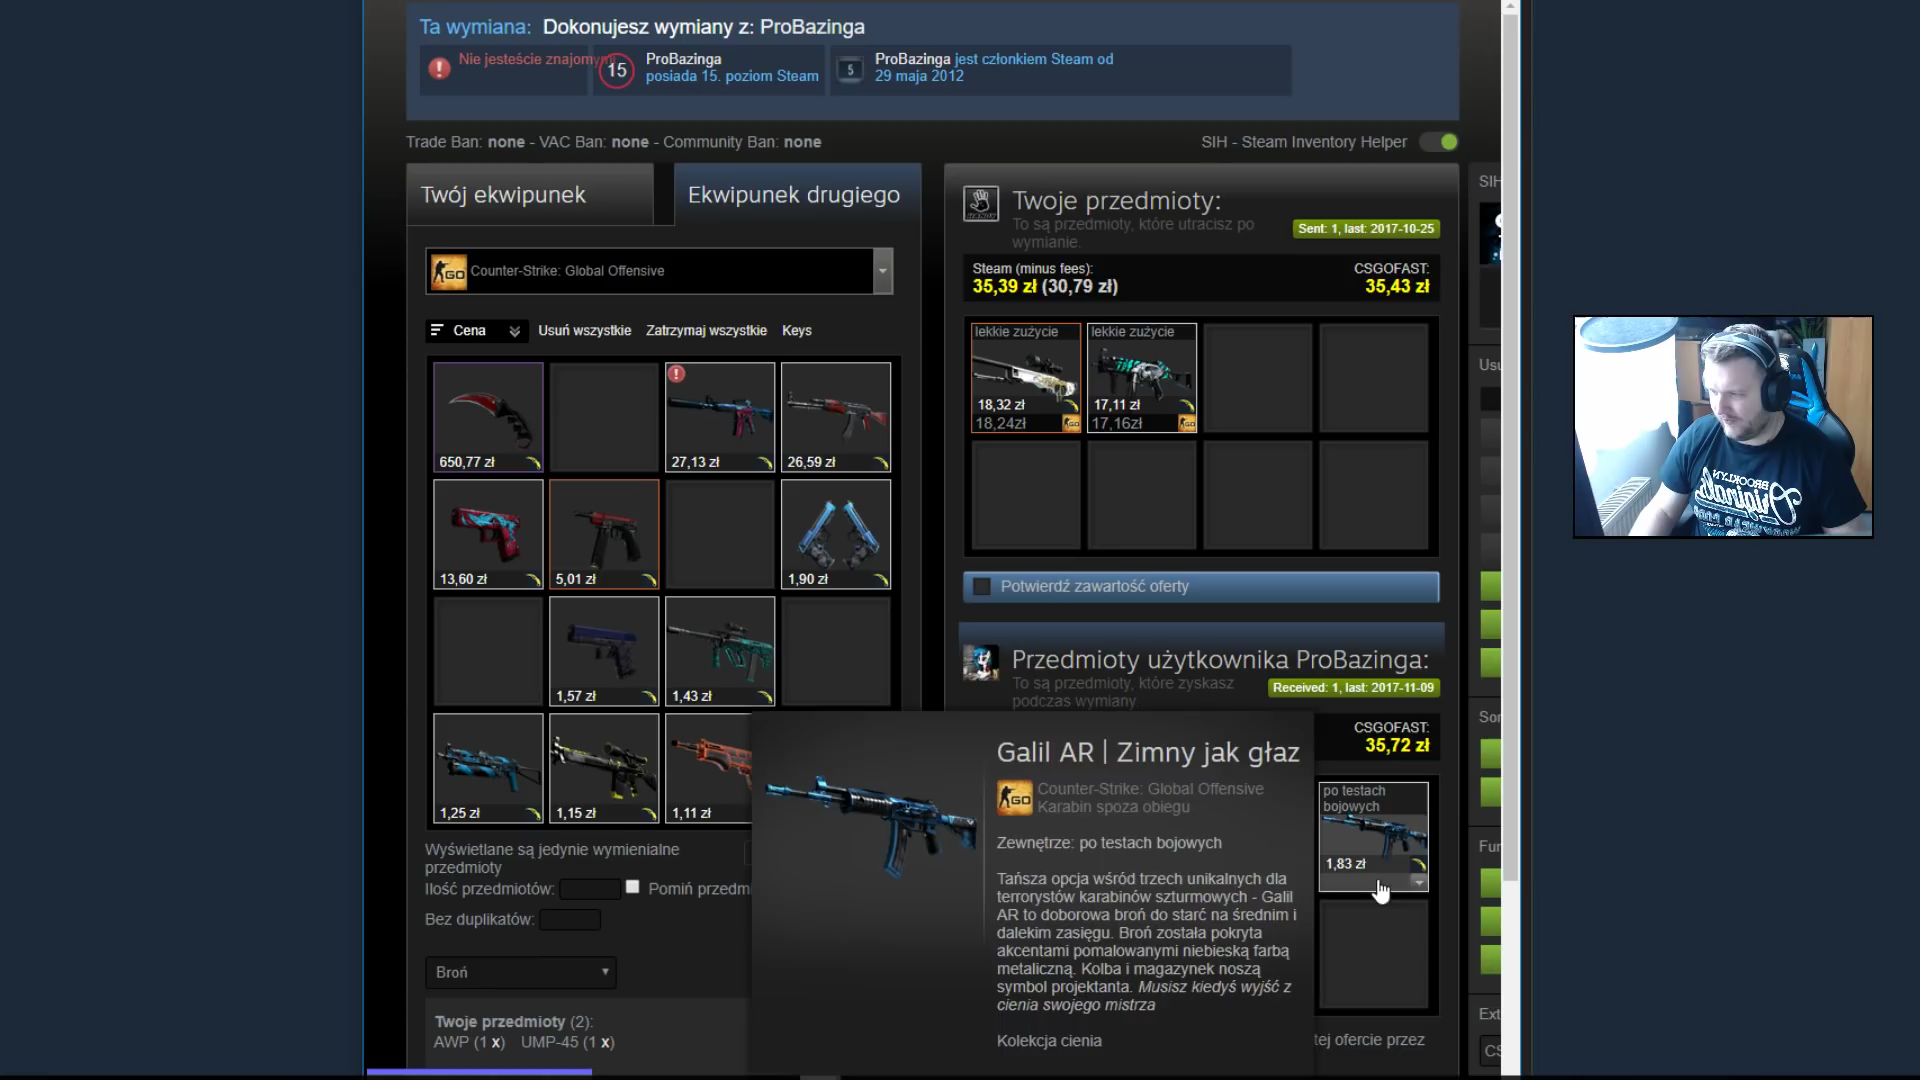 Ta wymiana: Dokonujesz wymiany z: ProBazinga
Nie jesteście znajomy
15
ProBazinga
posiada 15. poziom Steam
5
ProBazinga jest członkiem Steam od
29 maja 2012
Trade Ban: none - VAC Ban: none - Community Ban: none
SIH - Steam Inventory Helper
Twój ekwipunek
Ekwipunek drugiego
Counter-Strike: Global Offensive
Cena
Usuń wszystkie
Zatrzymaj wszystkie
Keys
650,77 zł
27,13 zł
26,59 zł
13,60 zł
5,01 zł
1,90 zł
1,57 zł
1,43 zł
1,25 zł
1,15 zł
1,11 zł
Wyświetlane są jedynie wymienialne
przedmioty
Ilość przedmiotów:
Pomiń przedm
Bez duplikatów:
Broń
Twoje przedmioty (2):
AWP (1 x) UMP-45 (1 x)
Twoje przedmioty:
To są przedmioty, które utracisz po
wymianie.
Sent: 1, last: 2017-10-25
Steam (minus fees):
35,39 zł (30,79 zł)
CSGOFAST:
35,43 zł
lekkie zużycie
18,32 zł
18,24zł
lekkie zużycie
17,11 zł
17,16zł
Potwierdź zawartość oferty
Przedmioty użytkownika ProBazinga:
To są przedmioty, które zyskasz
podczas wymiany
Received: 1, last: 2017-11-09
CSGOFAST:
35,72 zł
Galil AR | Zimny jak głaz
GO
Counter-Strike: Global Offensive
Karabin spoza obiegu
Zewnętrze: po testach bojowych
Tańsza opcja wśród trzech unikalnych dla
terrorystów karabinów szturmowych - Galil
AR to doborowa broń do starć na średnim i
dalekim zasięgu. Broń została pokryta
akcentami pomalowanymi niebieską farbą
metaliczną. Kolba i magazynek noszą
symbol projektanta. Musisz kiedyś wyjść z
cienia swojego mistrza
Kolekcja cienia
po testach
bojowych
1,83 zł
tej ofercie przez
SIH
Usu
Sor
Fur
Ext
CS
BROOKLYN
Originals